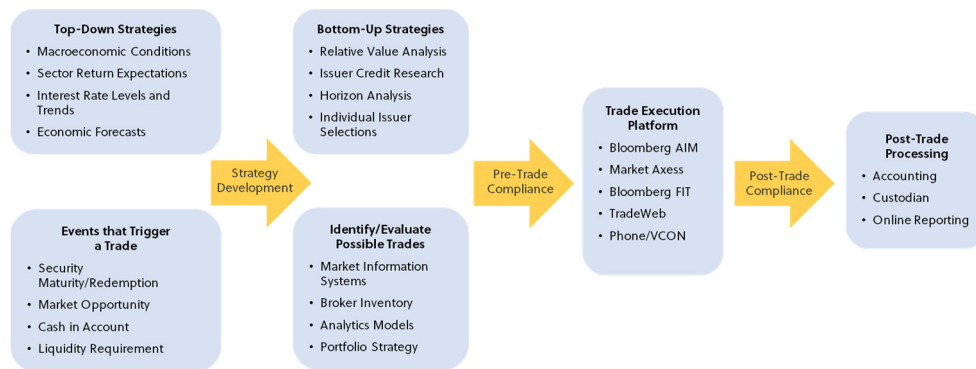 Top-Down Strategies
• Macroeconomic Conditions
• Sector Return Expectations
• Interest Rate Levels and
Trends
• Economic Forecasts
Events that Trigger
a Trade
• Security
Maturity/Redemption
• Market Opportunity
• Cash in Account
• Liquidity Requirement
Strategy
Development
Bottom-Up Strategies
• Relative Value Analysis
• Issuer Credit Research
• Horizon Analysis
• Individual Issuer
Selections
Identify/Evaluate
Possible Trades
• Market Information
Systems
• Broker Inventory
• Analytics Models
• Portfolio Strategy
Pre-Trade
Compliance
Trade Execution
Platform
• Bloomberg AIM
• Market Axess
• Bloomberg FIT
• TradeWeb
• Phone/VCON
Post-Trade
Compliance
Post-Trade
Processing
• Accounting
• Custodian
• Online Reporting